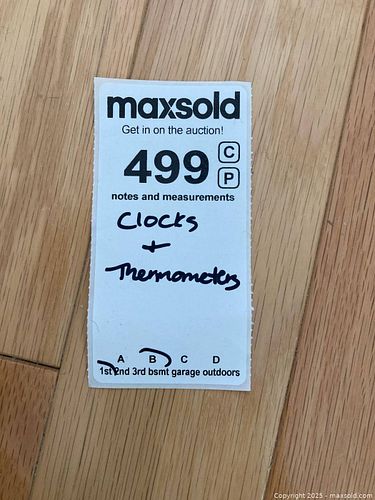 maxsold
Get in on the auction!
499 C
P
notes and measurements
Clocks
+
Thermometers
A B C D
1st 2nd 3rd bsmt garage outdoors
Copyright 2025 - maxsold.com